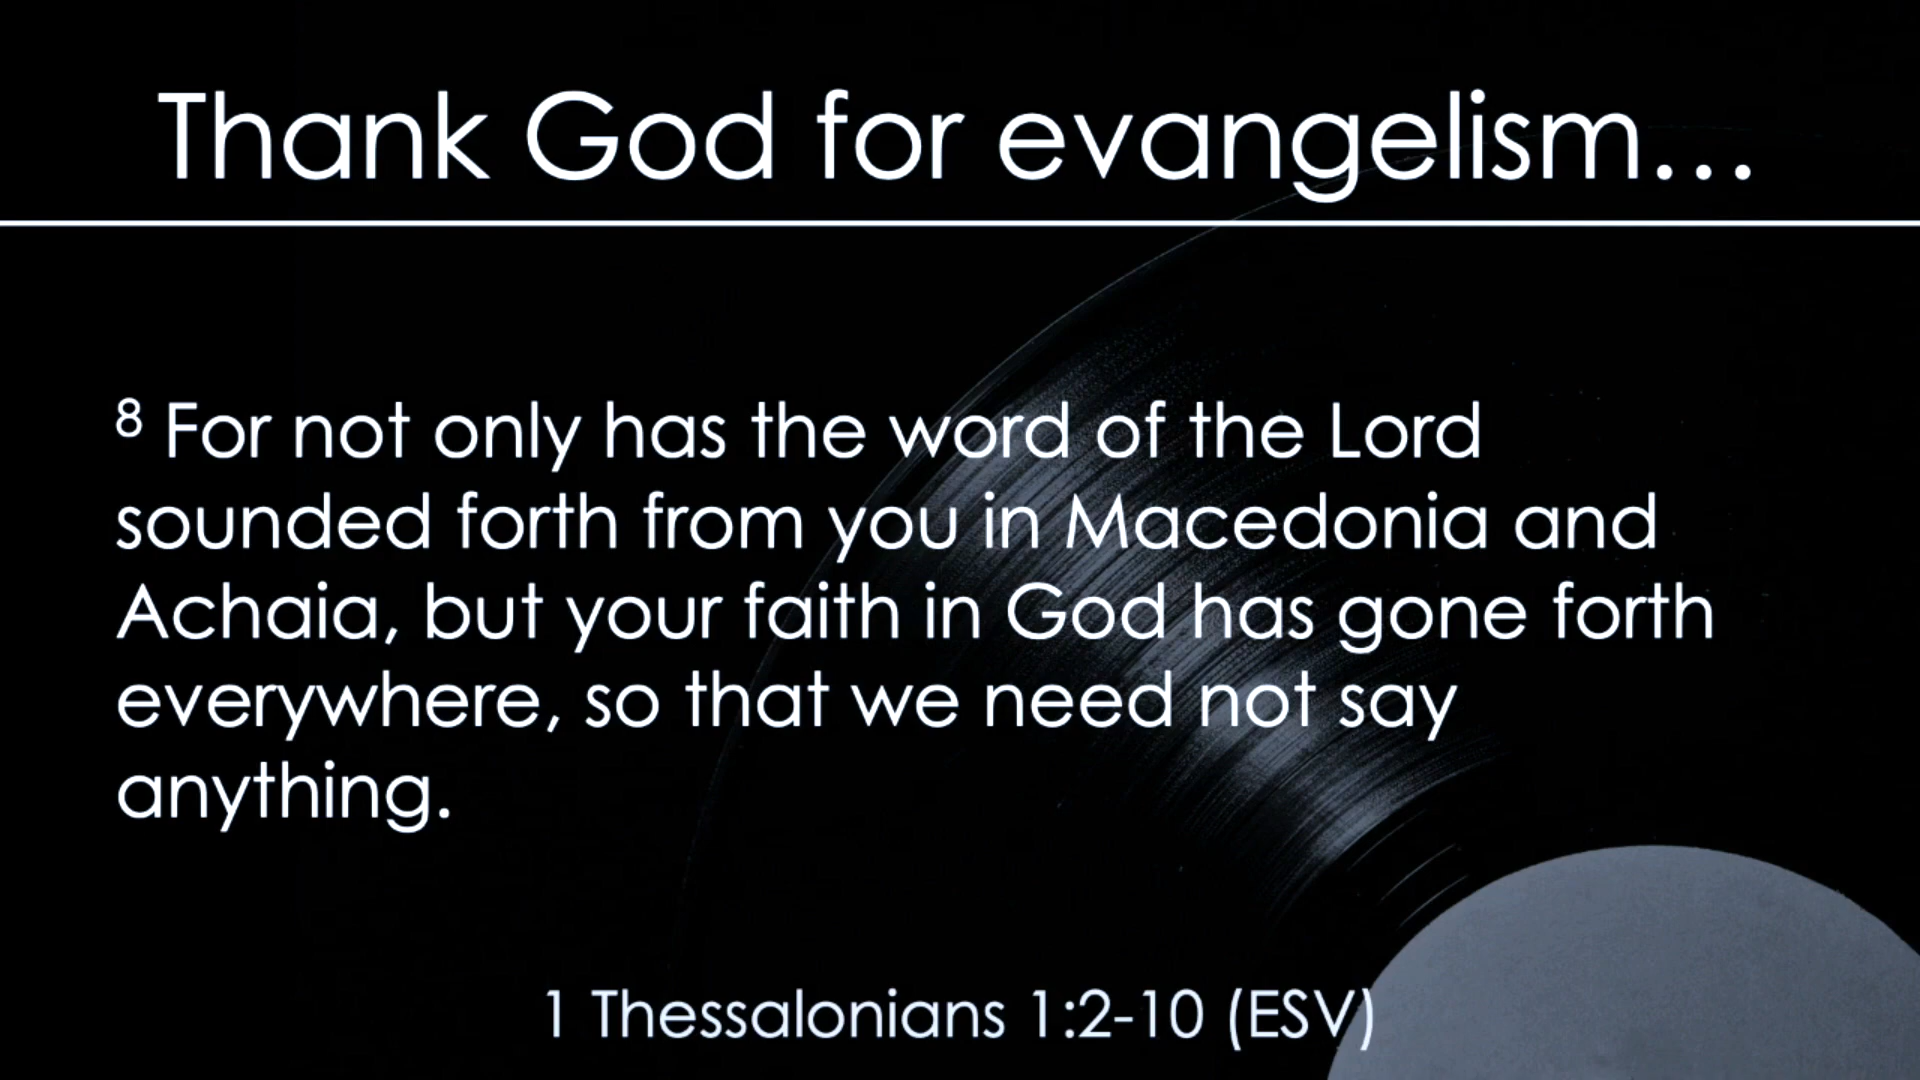 Thank God for evangelism…
⁸ For not only has the word of the Lord
sounded forth from you in Macedonia and
Achaia, but your faith in God has gone forth
everywhere, so that we need not say
anything.
1 Thessalonians 1:2-10 (ESV)